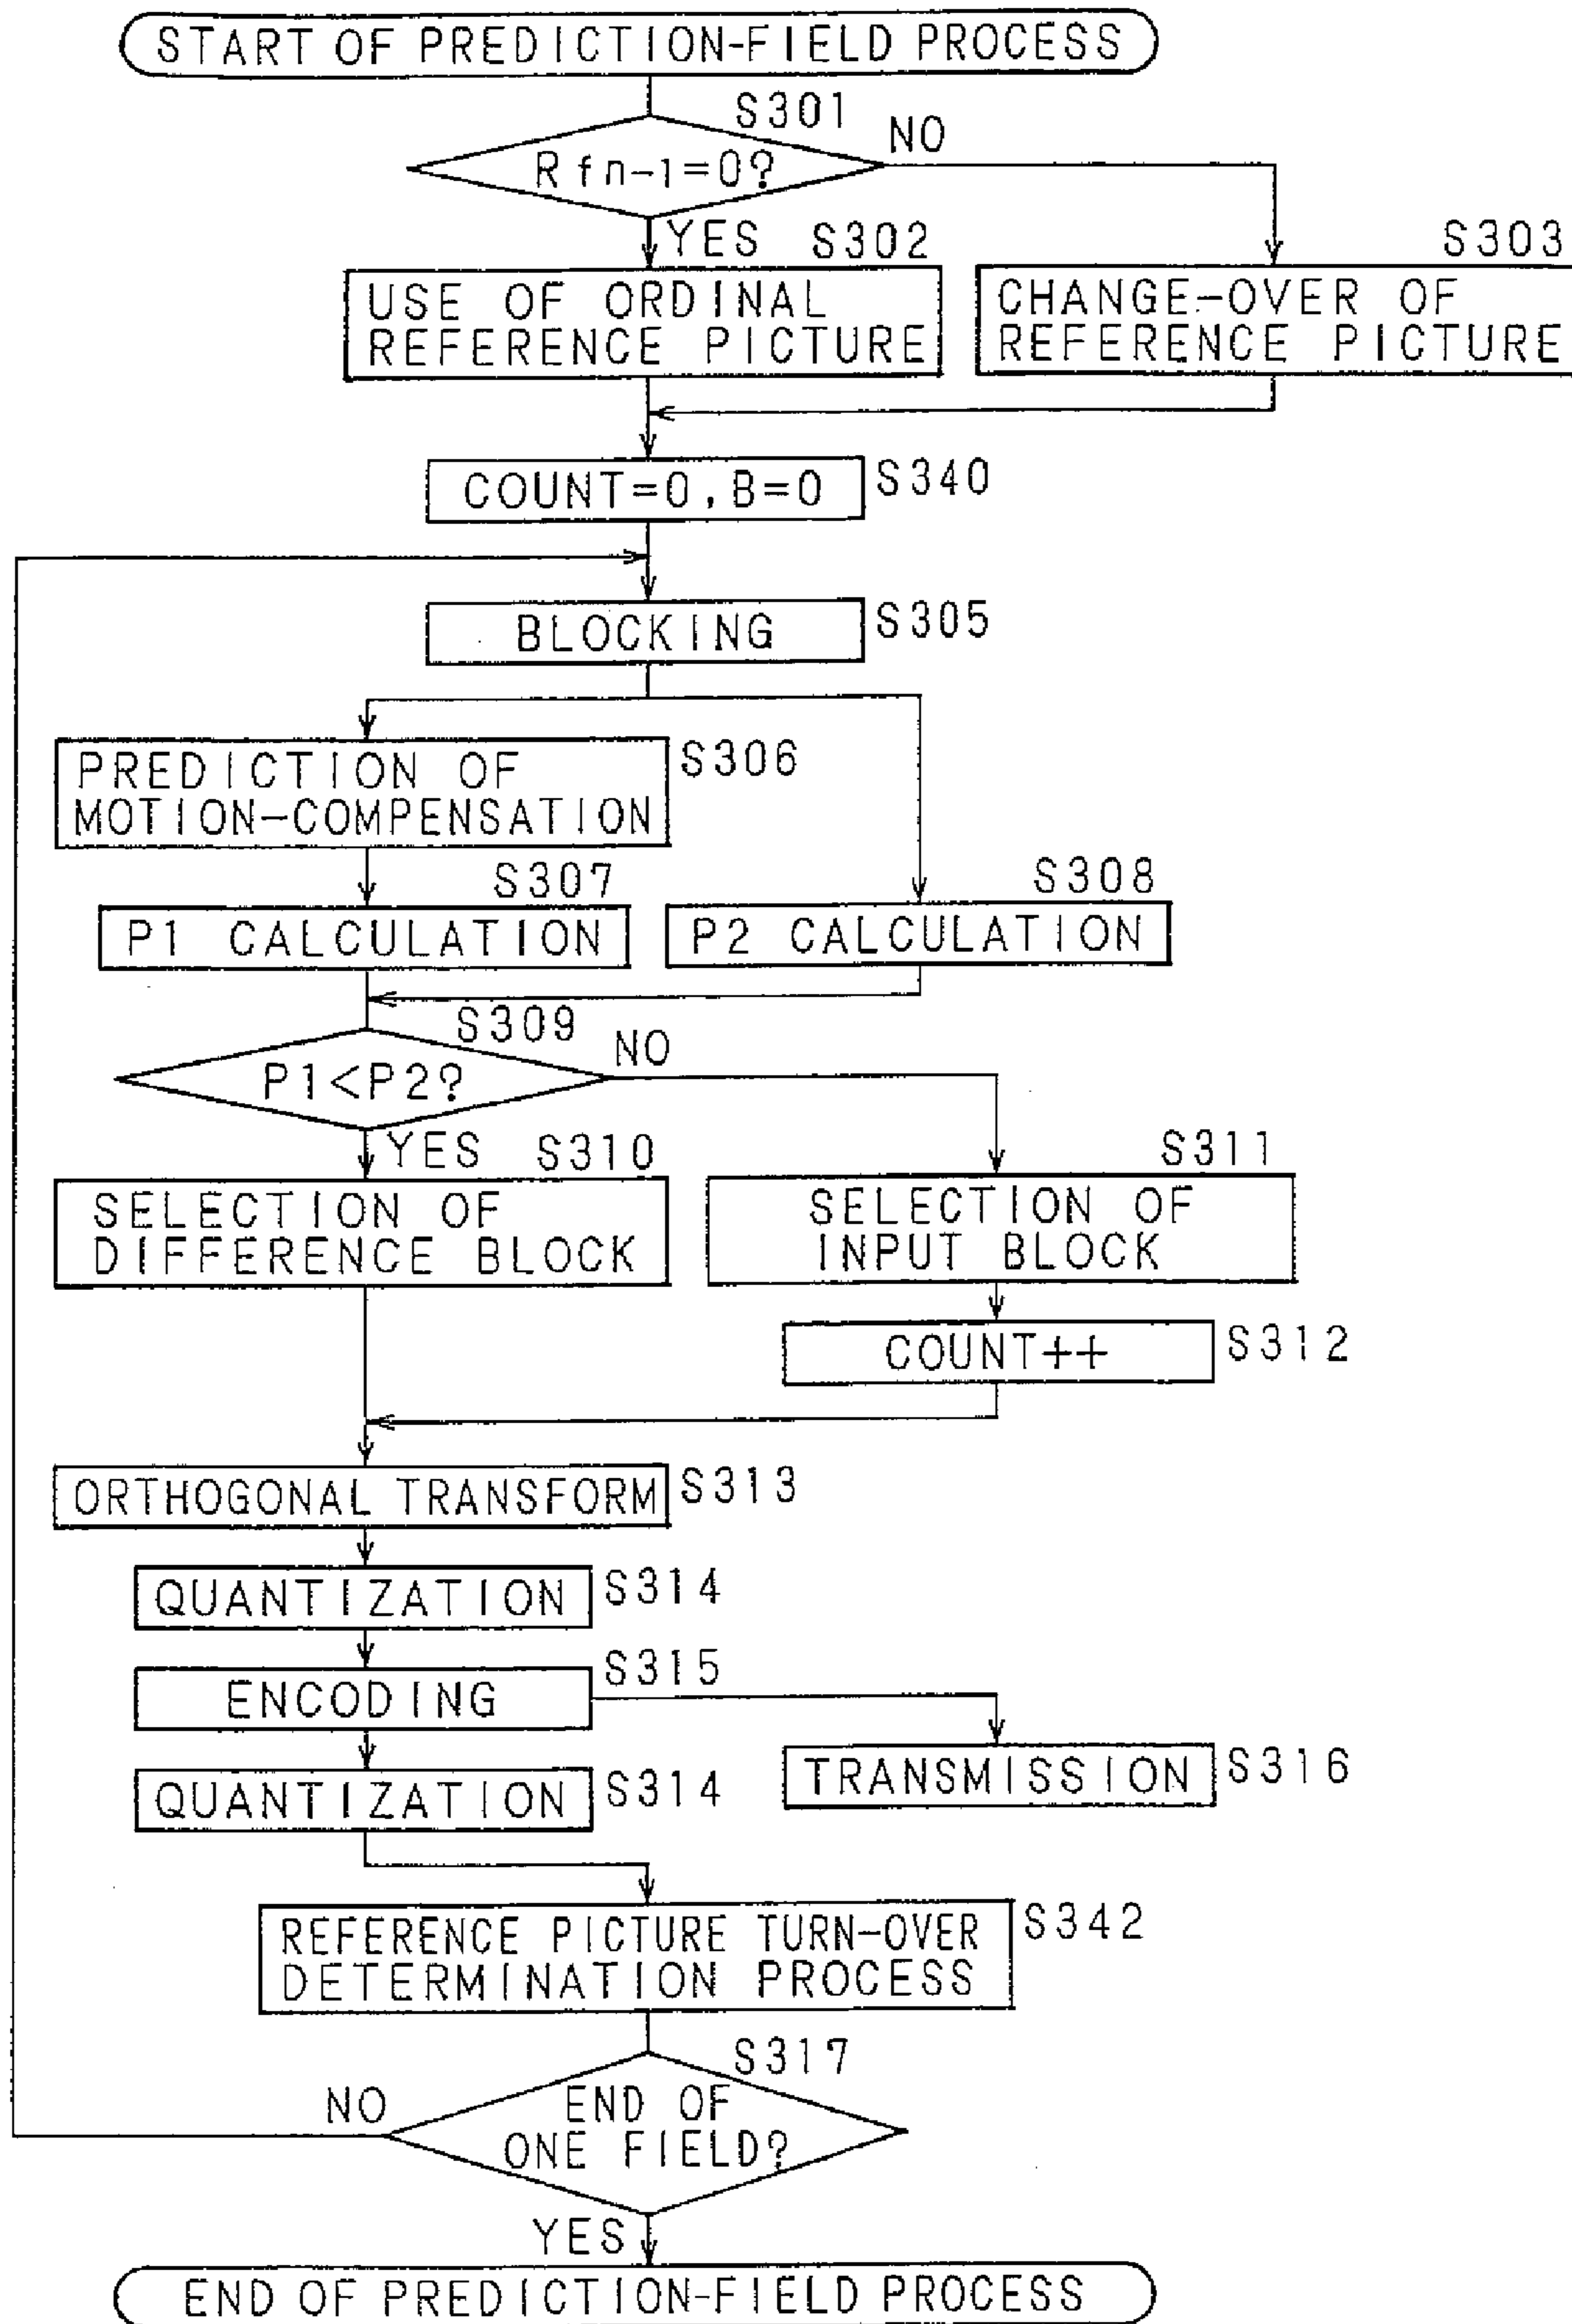 START OF PREDICTION-FIELD PROCESS
S301
Rfn-1=0?
NO
YES
S302
S303
USE OF ORDINAL
REFERENCE PICTURE
CHANGE-OVER OF
REFERENCE PICTURE
COUNT=0,B=0
S340
BLOCKING
S305
PREDICTION OF
MOTION-COMPENSATION
S306
S307
P1 CALCULATION
S308
P2 CALCULATION
S309
P1<P2?
NO
YES
S310
SELECTION OF
DIFFERENCE BLOCK
S311
SELECTION OF
INPUT BLOCK
COUNT++
S312
ORTHOGONAL TRANSFORM
S313
QUANTIZATION
S314
ENCODING
S315
TRANSMISSION
S316
QUANTIZATION
S314
REFERENCE PICTURE TURN-OVER
DETERMINATION PROCESS
S342
S317
END OF
ONE FIELD?
NO
YES
END OF PREDICTION-FIELD PROCESS